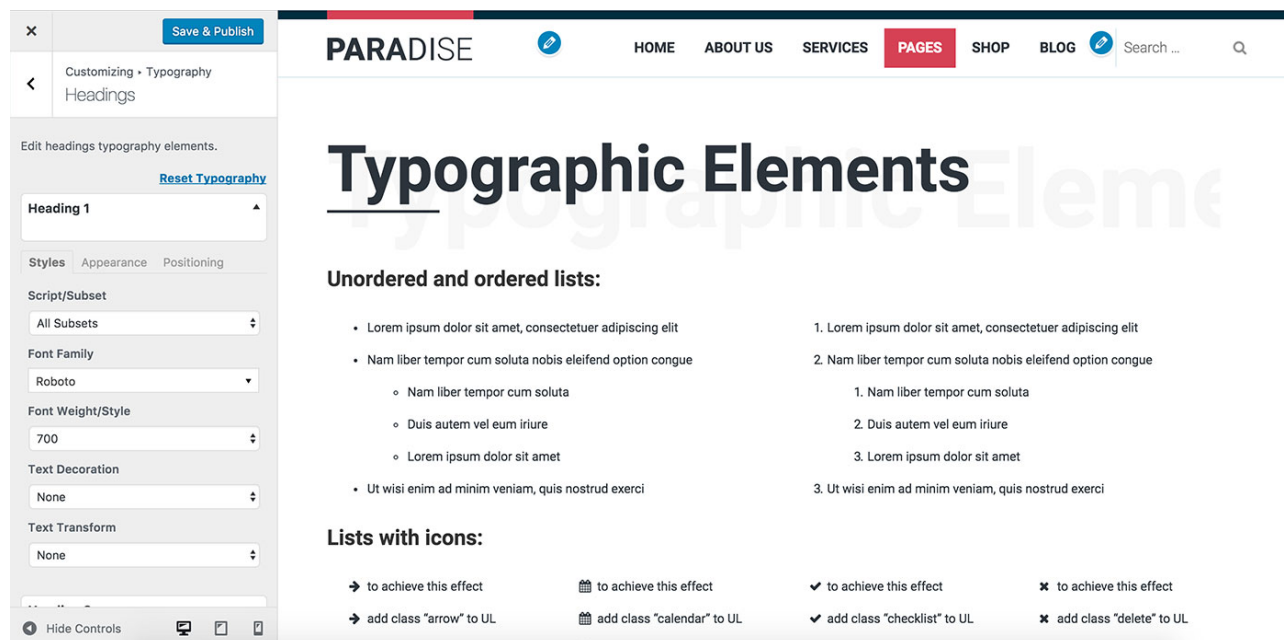 Save & Publish
Customizing ▸ Typography
Headings
Edit headings typography elements.
Reset Typography
Heading 1
Styles Appearance Positioning
Script/Subset
All Subsets
Font Family
Roboto
Font Weight/Style
700
Text Decoration
None
Text Transform
None
Hide Controls
PARADISE
HOME ABOUT US SERVICES PAGES SHOP BLOG Search ...
Typographic Elements
Typographic Eleme
Unordered and ordered lists:
• Lorem ipsum dolor sit amet, consectetuer adipiscing elit
• Nam liber tempor cum soluta nobis eleifend option congue
◦ Nam liber tempor cum soluta
◦ Duis autem vel eum iriure
◦ Lorem ipsum dolor sit amet
• Ut wisi enim ad minim veniam, quis nostrud exerci
1. Lorem ipsum dolor sit amet, consectetuer adipiscing elit
2. Nam liber tempor cum soluta nobis eleifend option congue
1. Nam liber tempor cum soluta
2. Duis autem vel eum iriure
3. Lorem ipsum dolor sit amet
3. Ut wisi enim ad minim veniam, quis nostrud exerci
Lists with icons:
to achieve this effect
add class “arrow” to UL
to achieve this effect
add class “calendar” to UL
to achieve this effect
add class “checklist” to UL
to achieve this effect
add class “delete” to UL